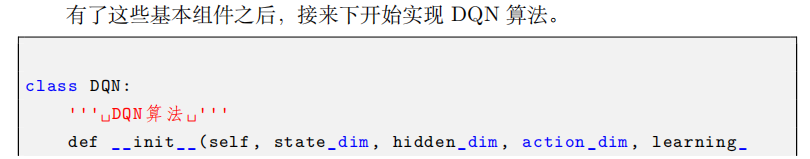 有了这些基本组件之后，接来下开始实现 DQN 算法。
class DQN:
'''␣DQN算法␣'''
def __init__(self, state_dim, hidden_dim, action_dim, learning_